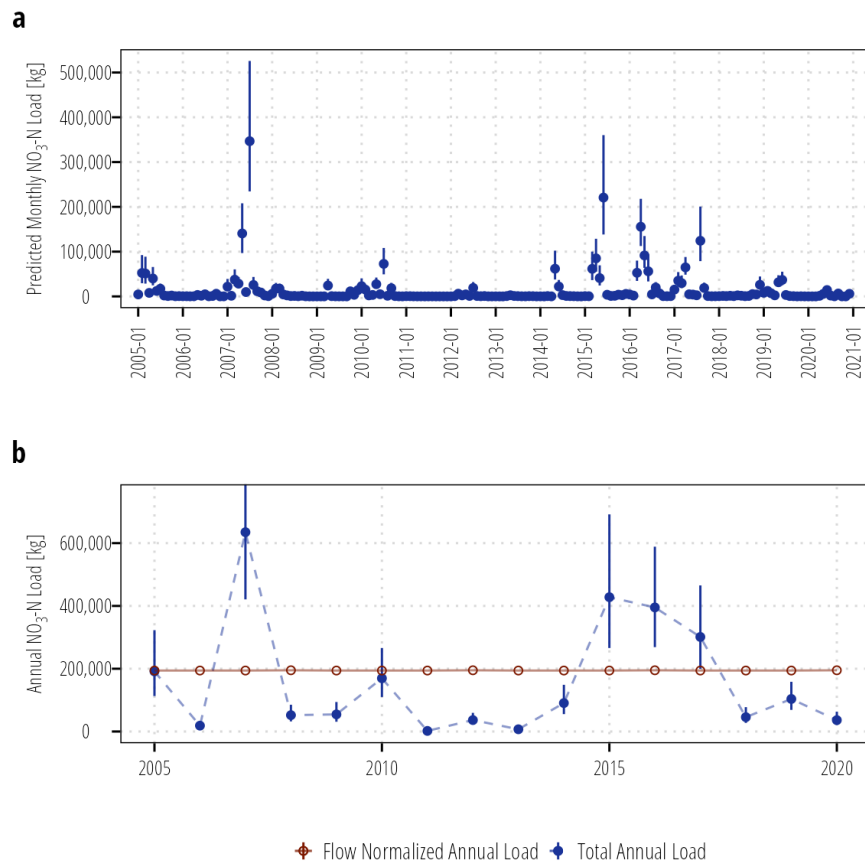 a
Predicted Monthly NO3-N Load [kg]
500,000
400,000
300,000
200,000
100,000
0
2005-01 2006-01 2007-01 2008-01 2009-01 2010-01 2011-01 2012-01 2013-01 2014-01 2015-01 2016-01 2017-01 2018-01 2019-01 2020-01 2021-01
b
Annual NO3-N Load [kg]
600,000
400,000
200,000
0
2005 2010 2015 2020
Flow Normalized Annual Load Total Annual Load